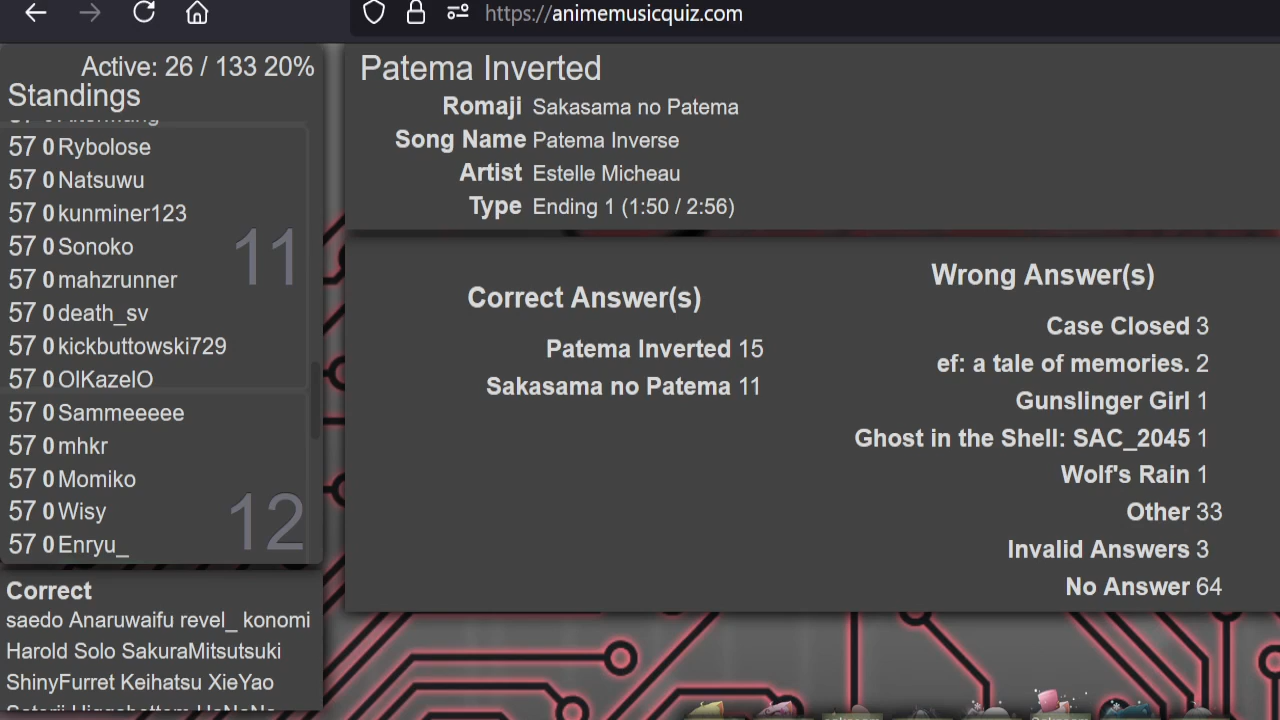 https://animemusicquiz.com
Active: 26 / 133 20%
Standings
57 0 Rybolose
57 0 Natsuwu
57 0 kunminer123
57 0 Sonoko
11
57 0 mahzrunner
57 0 death_sv
57 0 kickbuttowski729
57 0 OlKazelO
57 0 Sammeeeee
57 0 mhkr
57 0 Momiko
57 0 Wisy
12
57 0 Enryu_
Correct
saedo Anaruwaifu revel_ konomi
Harold Solo SakuraMitsutsuki
ShinyFurret Keihatsu XieYao
Patema Inverted
Romaji Sakasama no Patema
Song Name Patema Inverse
Artist Estelle Micheau
Type Ending 1 (1:50 / 2:56)
Correct Answer(s)
Patema Inverted 15
Sakasama no Patema 11
Wrong Answer(s)
Case Closed 3
ef: a tale of memories. 2
Gunslinger Girl 1
Ghost in the Shell: SAC_2045 1
Wolf's Rain 1
Other 33
Invalid Answers 3
No Answer 64